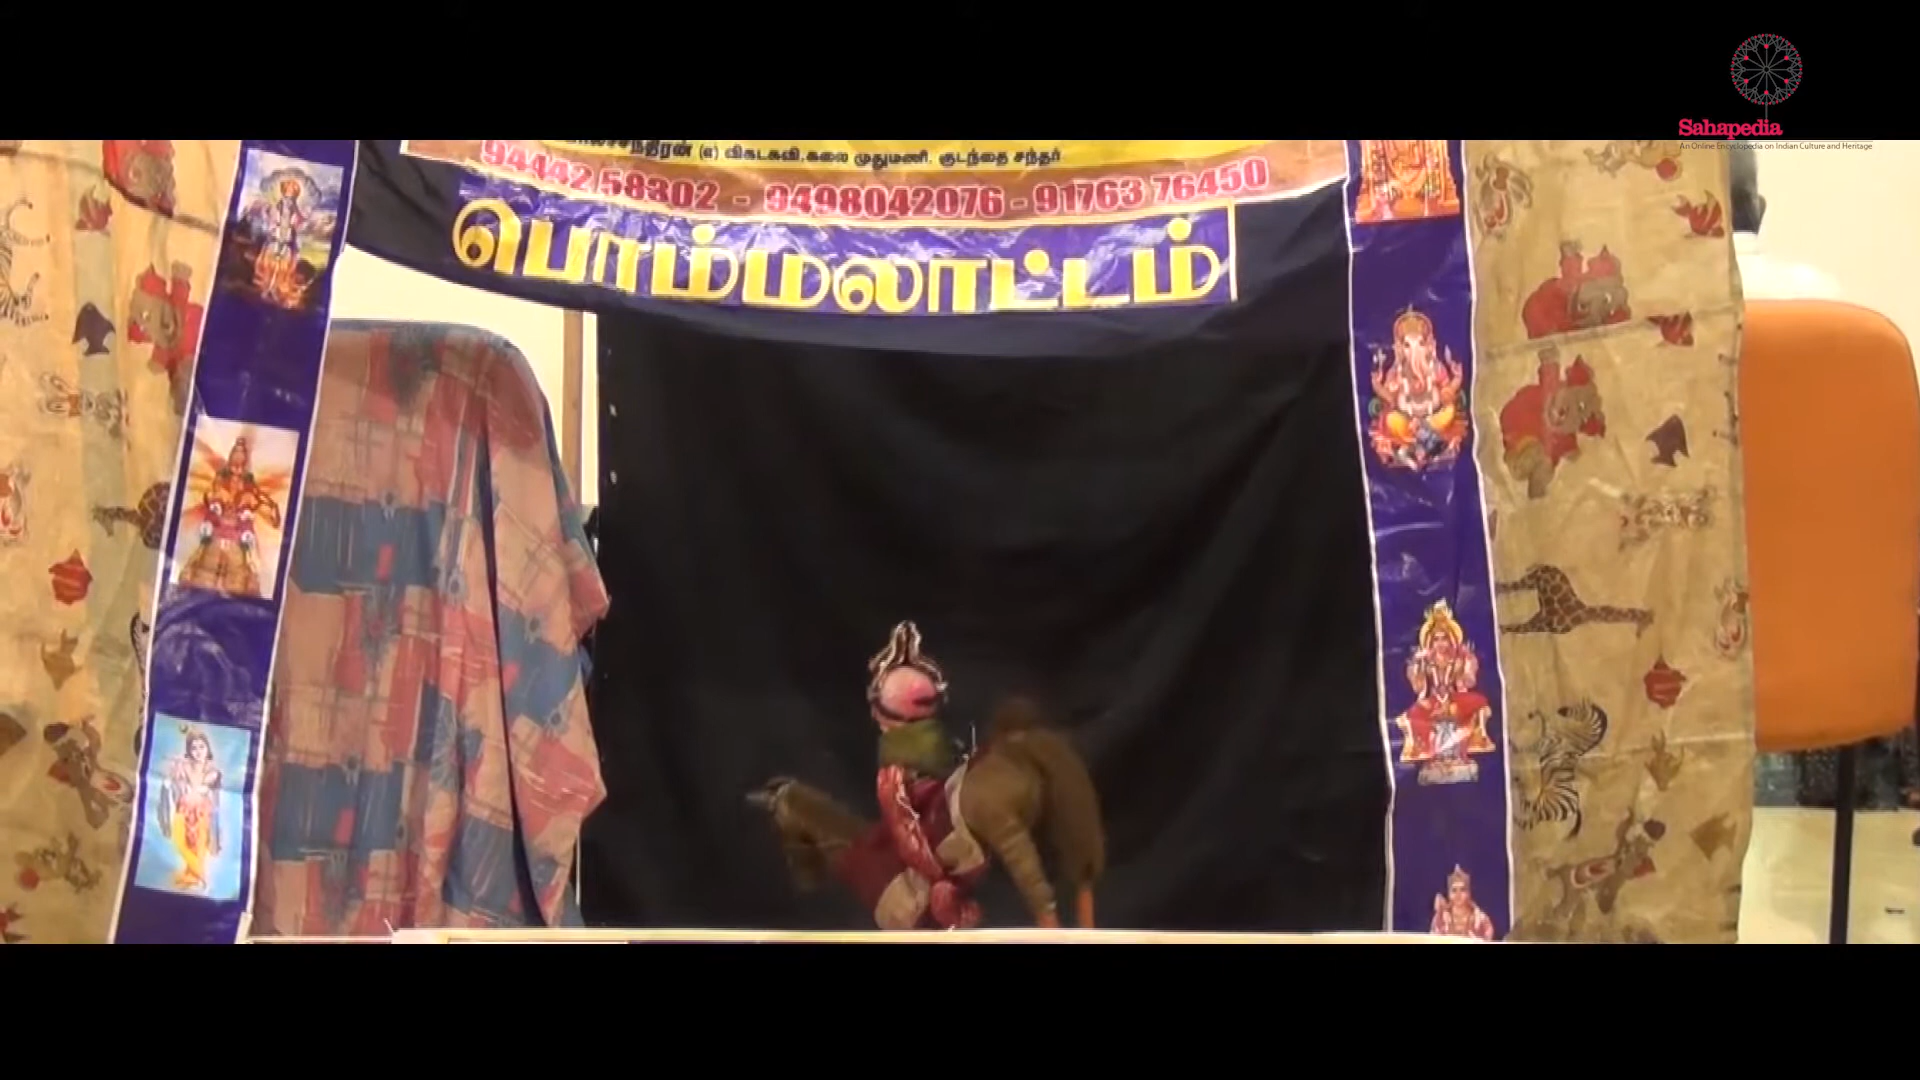 Sahapedia
An Online Encyclopedia on Indian Culture and Heritage
(எ) விகடகவி.கலை முதுமணி. குடந்தை சந்தர்
94442 58302 - 9498042076 - 91763 76450
பொம்மலாட்டம்